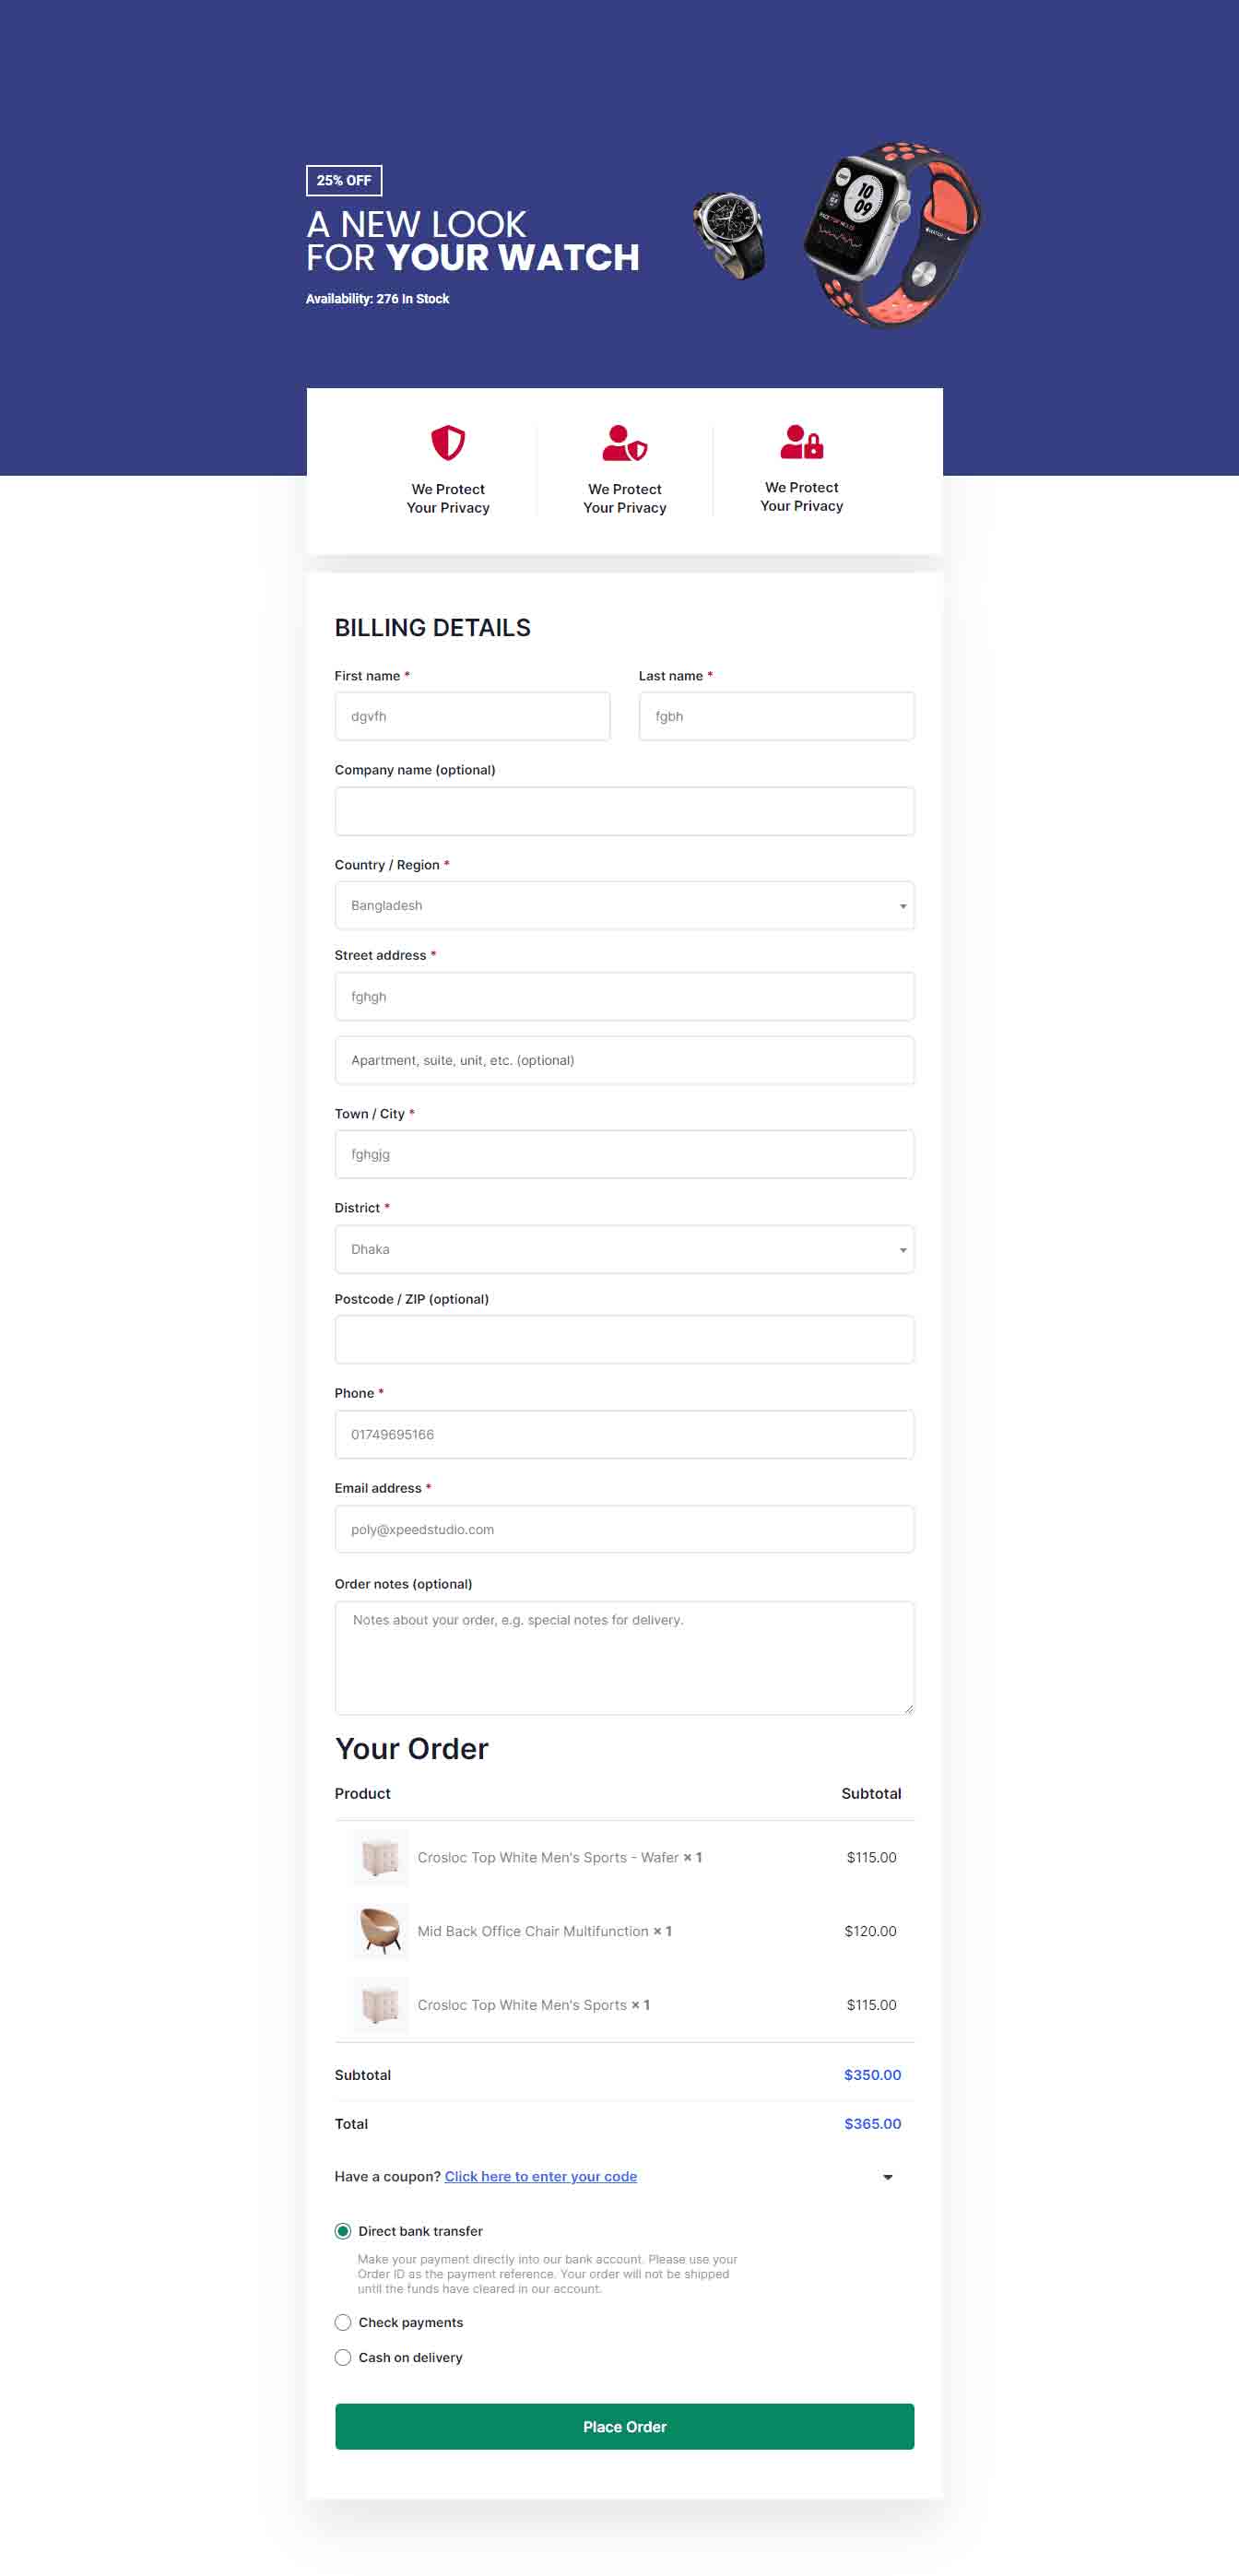 25% OFF
A NEW LOOK
FOR YOUR WATCH
Availability: 276 In Stock
10
09
We Protect
Your Privacy
We Protect
Your Privacy
We Protect
Your Privacy
BILLING DETAILS
First name *
Last name *
dgvfh
fgbh
Company name (optional)
Country / Region *
Bangladesh
Street address *
fghgh
Apartment, suite, unit, etc. (optional)
Town / City *
fghgjg
District *
Dhaka
Postcode / ZIP (optional)
Phone *
01749695166
Email address *
poly@xpeedstudio.com
Order notes (optional)
Notes about your order, e.g. special notes for delivery.
Your Order
Product Subtotal
Crosloc Top White Men's Sports - Wafer × 1 $115.00
Mid Back Office Chair Multifunction × 1 $120.00
Crosloc Top White Men's Sports × 1 $115.00
Subtotal $350.00
Total $365.00
Have a coupon? Click here to enter your code
Direct bank transfer
Make your payment directly into our bank account. Please use your
Order ID as the payment reference. Your order will not be shipped
until the funds have cleared in our account.
Check payments
Cash on delivery
Place Order